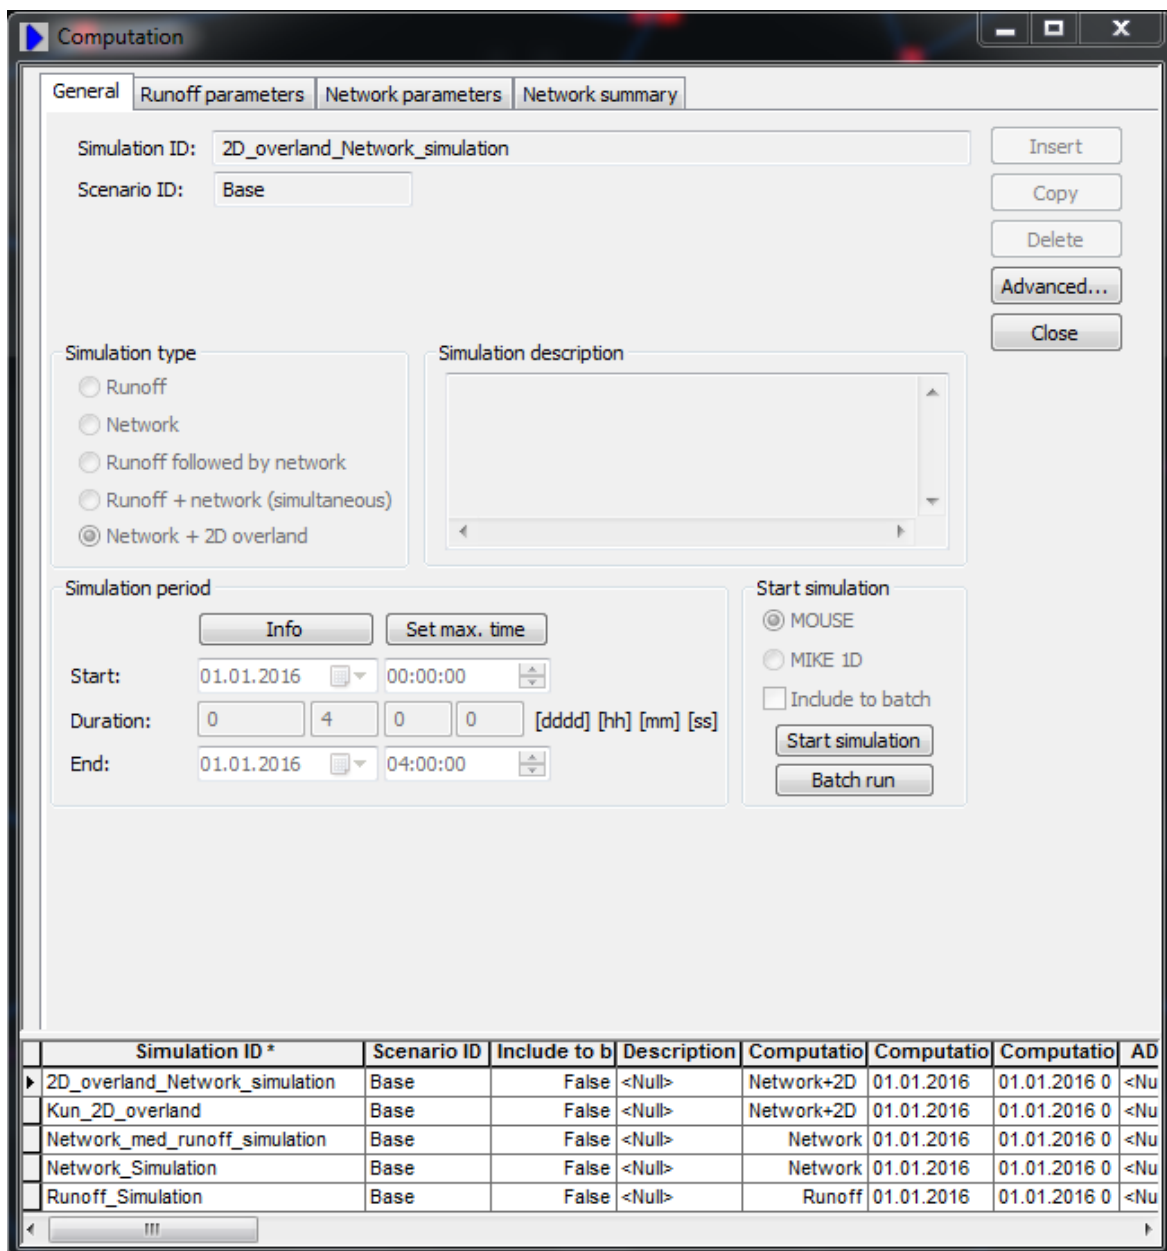 Computation
General Runoff parameters Network parameters Network summary
Simulation ID: 2D_overland_Network_simulation Insert
Scenario ID: Base Copy
Delete
Advanced...
Close
Simulation type Simulation description
Runoff
Network
Runoff followed by network
Runoff + network (simultaneous)
Network + 2D overland
Simulation period Start simulation
Info Set max. time MOUSE
MIKE 1D
Start: 01.01.2016 00:00:00
Include to batch
Duration: 0 4 0 0 [dddd] [hh] [mm] [ss]
Start simulation
End: 01.01.2016 04:00:00
Batch run
Simulation ID * Scenario ID Include to b Description Computatio Computatio Computatio AD
2D_overland_Network_simulation Base False <Null> Network+2D 01.01.2016 01.01.2016 0 <Nu
Kun_2D_overland Base False <Null> Network+2D 01.01.2016 01.01.2016 0 <Nu
Network_med_runoff_simulation Base False <Null> Network 01.01.2016 01.01.2016 0 <Nu
Network_Simulation Base False <Null> Network 01.01.2016 01.01.2016 0 <Nu
Runoff_Simulation Base False <Null> Runoff 01.01.2016 01.01.2016 0 <Nu